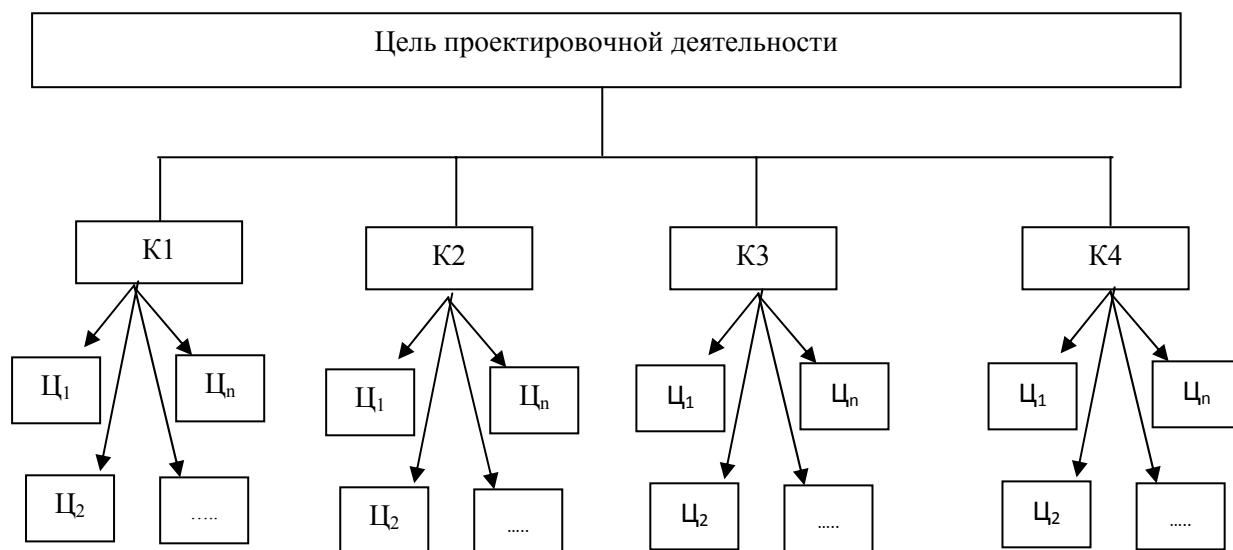 Цель проектировочной деятельности
К1
К2
К3
К4
Ц1
Цn
Ц1
Цn
Ц1
Цn
Ц1
Цn
Ц2
.....
Ц2
.....
Ц2
.....
Ц2
.....